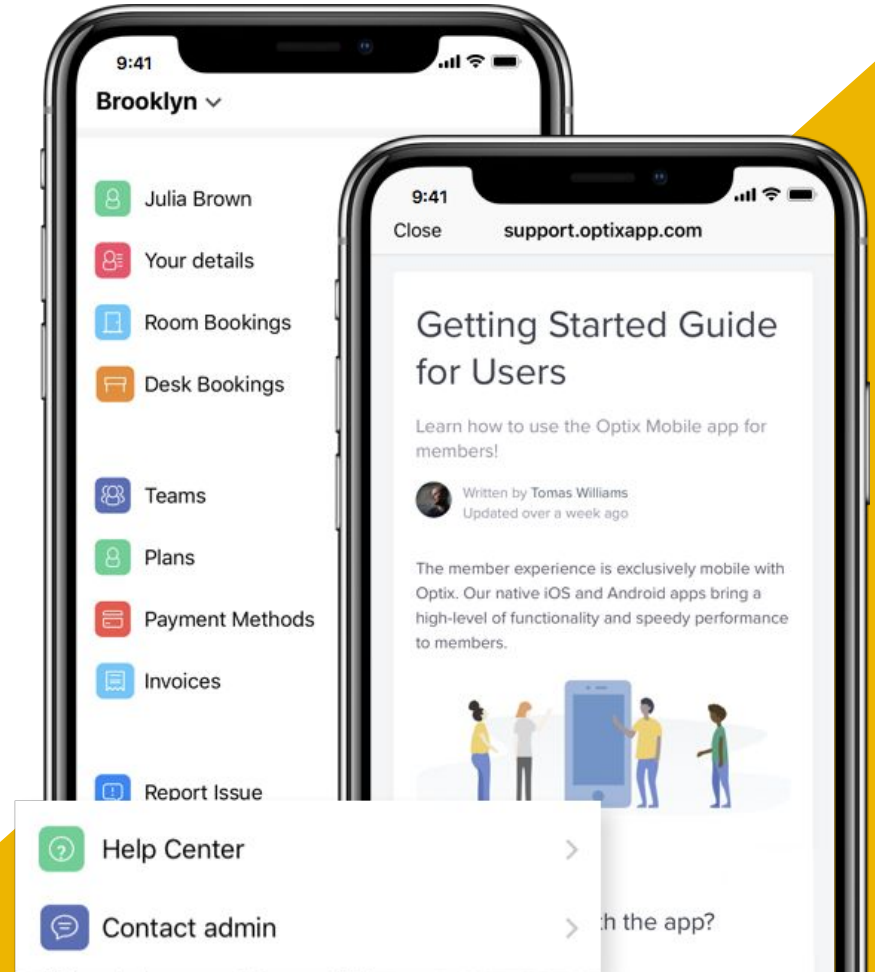 9:41
Brooklyn
Julia Brown
Your details
Room Bookings
Desk Bookings
Teams
Plans
Payment Methods
Invoices
Report Issue
Help Center
Contact admin
9:41
Close
support.optixapp.com
Getting Started Guide
for Users
Learn how to use the Optix Mobile app for
members!
Written by Tomas Williams
Updated over a week ago
The member experience is exclusively mobile with
Optix. Our native iOS and Android apps bring a
high-level of functionality and speedy performance
to members.
the app?